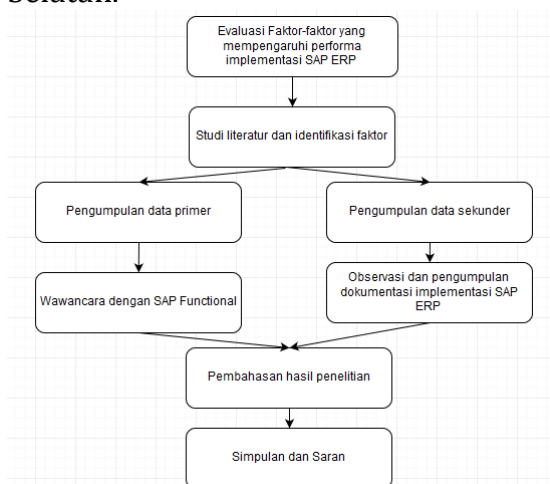 Evaluasi Faktor-faktor yang
mempengaruhi performa
implementasi SAP ERP
Studi literatur dan identifikasi faktor
Pengumpulan data primer
Pengumpulan data sekunder
Wawancara dengan SAP Functional
Observasi dan pengumpulan
dokumentasi implementasi SAP
ERP
Pembahasan hasil penelitian
Simpulan dan Saran